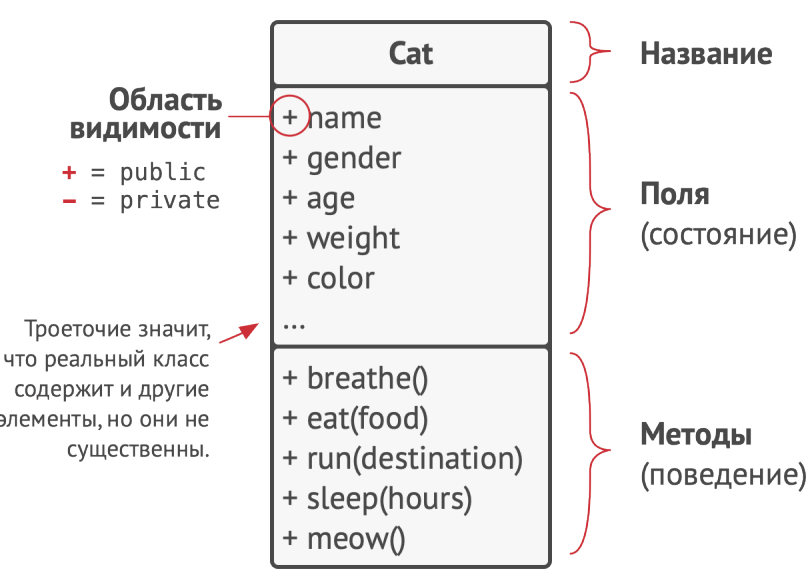 Cat
Название
Область
видимости
+ = public
− = private
+ name
+ gender
+ age
+ weight
+ color
...
Поля
(состояние)
Троеточие значит,
что реальный класс
содержит и другие
элементы, но они не
существенны.
+ breathe()
+ eat(food)
+ run(destination)
+ sleep(hours)
+ meow()
Методы
(поведение)